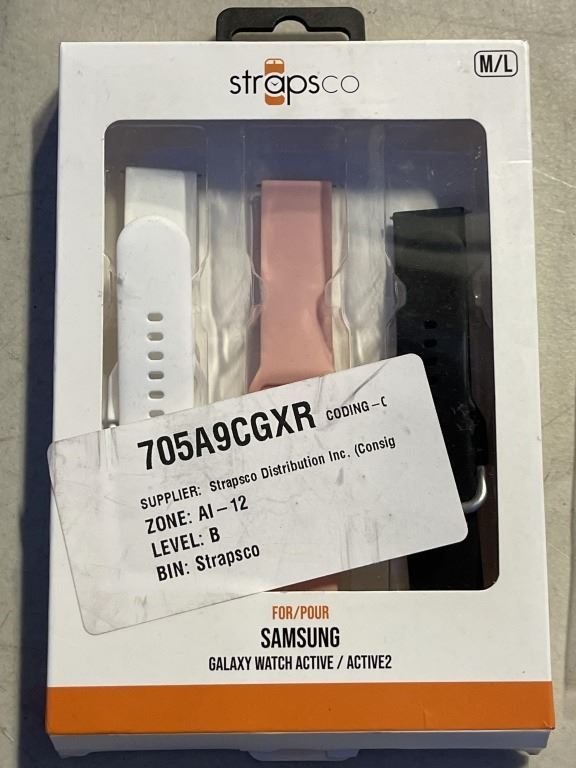 strapsco
M/L
705A9CGXR CODING-C
SUPPLIER: Strapsco Distribution Inc. (Consig
ZONE: AI-12
LEVEL: B
BIN: Strapsco
FOR/POUR
SAMSUNG
GALAXY WATCH ACTIVE / ACTIVE2